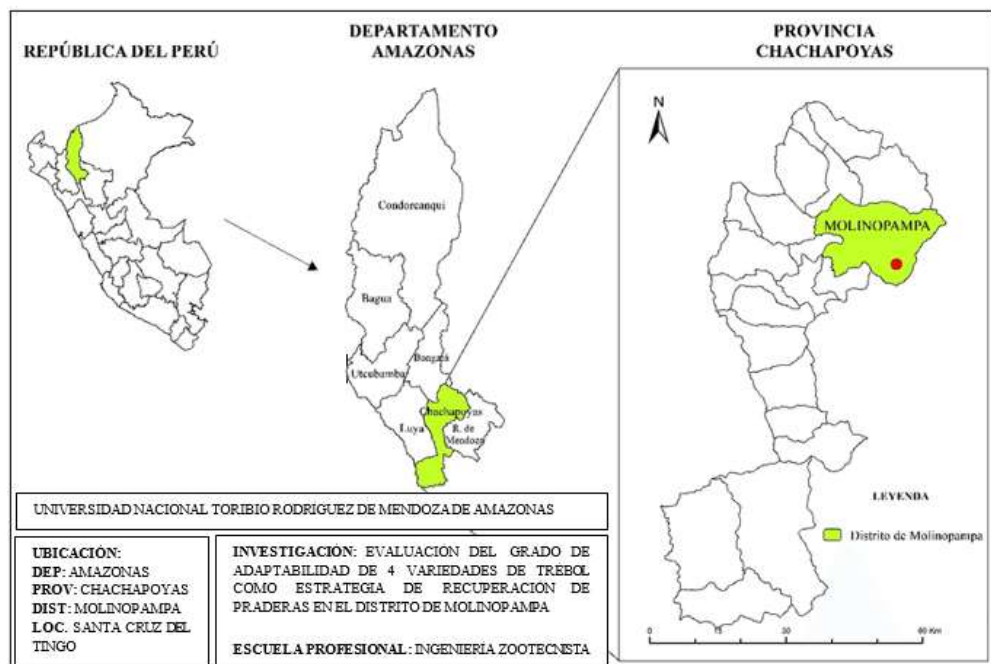 REPÚBLICA DEL PERÚ
DEPARTAMENTO
AMAZONAS
PROVINCIA
CHACHAPOYAS
N
Condorcanqui
Bagua
Bongará
Utcubamba
Chachapoyas
Luya
R. de
Mendoza
MOLINOPAMPA
LEYENDA
Distrito de Molinopampa
0 15 30 60 Km
UNIVERSIDAD NACIONAL TORIBIO RODRÍGUEZ DE MENDOZA DE AMAZONAS
UBICACIÓN:
DEP: AMAZONAS
PROV: CHACHAPOYAS
DIST: MOLINOPAMPA
LOC. SANTA CRUZ DEL
TINGO
INVESTIGACIÓN: EVALUACIÓN DEL GRADO DE
ADAPTABILIDAD DE 4 VARIEDADES DE TRÉBOL
COMO ESTRATEGIA DE RECUPERACIÓN DE
PRADERAS EN EL DISTRITO DE MOLINOPAMPA
ESCUELA PROFESIONAL: INGENIERÍA ZOOTECNISTA